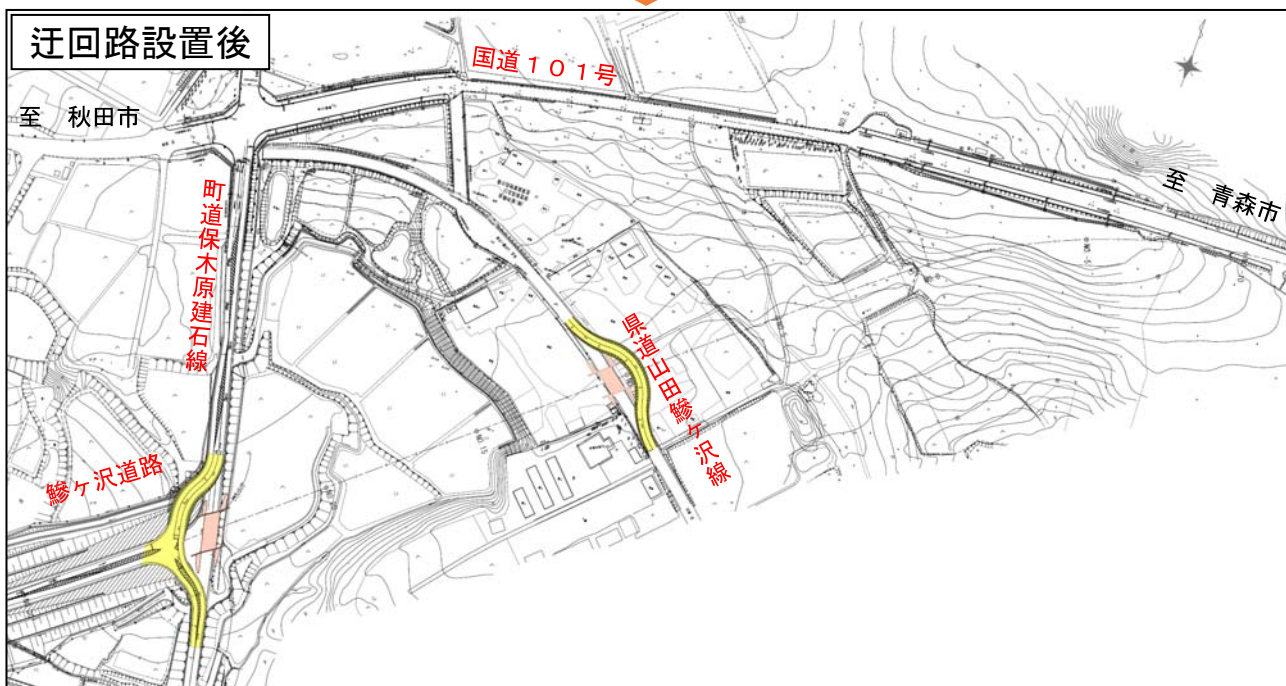 迂回路設置後
国道１０１号
至　秋田市
至　青森市
町道保木原建石線
県道山田鰺ヶ沢線
鰺ヶ沢道路